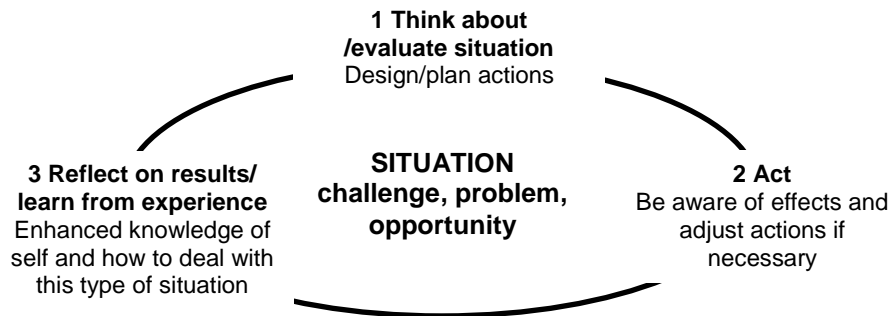 1 Think about
/evaluate situation
Design/plan actions
SITUATION
challenge, problem,
opportunity
2 Act
Be aware of effects and
adjust actions if
necessary
3 Reflect on results/
learn from experience
Enhanced knowledge of
self and how to deal with
this type of situation